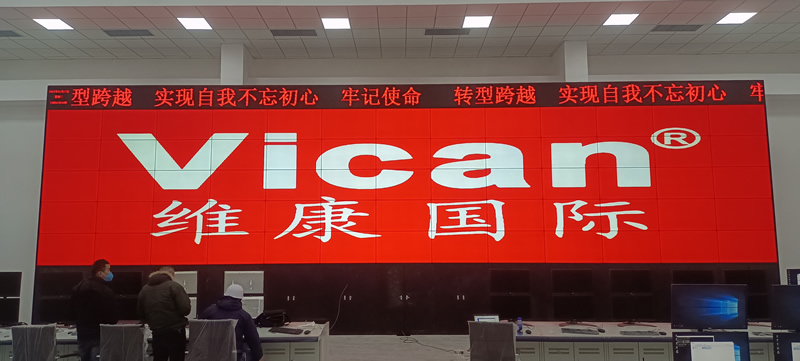 型跨越 实现自我不忘初心 牢记使命 转型跨越 实现自我不忘初心 牢
Vican®
维康国际